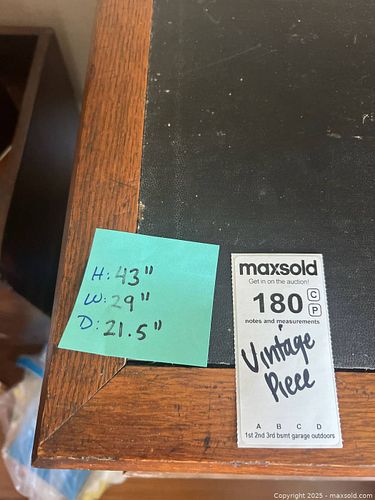 H: 43"
W: 29"
D: 21.5"
maxsold
Get in on the auction!
180 C
P
notes and measurements
Vintage
Piece
A B C D
1st 2nd 3rd bsmt garage outdoors
Copyright 2025 - maxsold.com